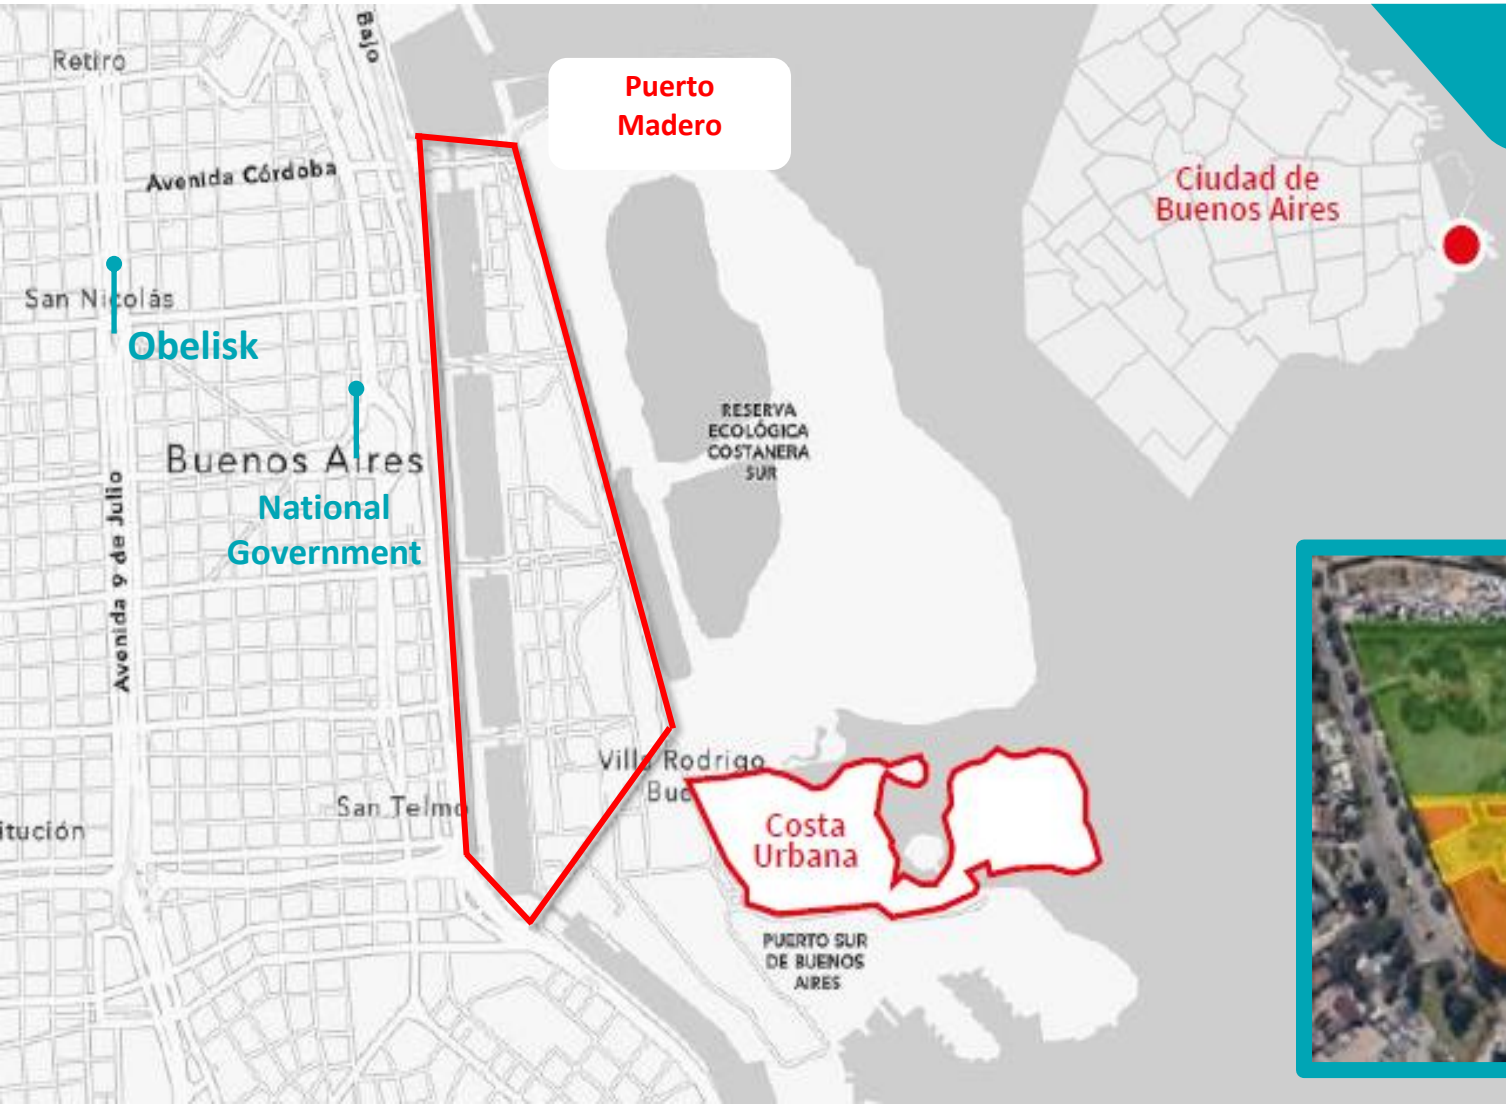 Retiro
Bajo
Puerto
Madero
Avenida Córdoba
Ciudad de
Buenos Aires
San Nicolás
Obelisk
RESERVA
ECOLÓGICA
COSTANERA
SUR
Buenos Aires
National
Government
Avenida 9 de Julio
Villa Rodrigo
Bue
San Telmo
itución
Costa
Urbana
PUERTO SUR
DE BUENOS
AIRES